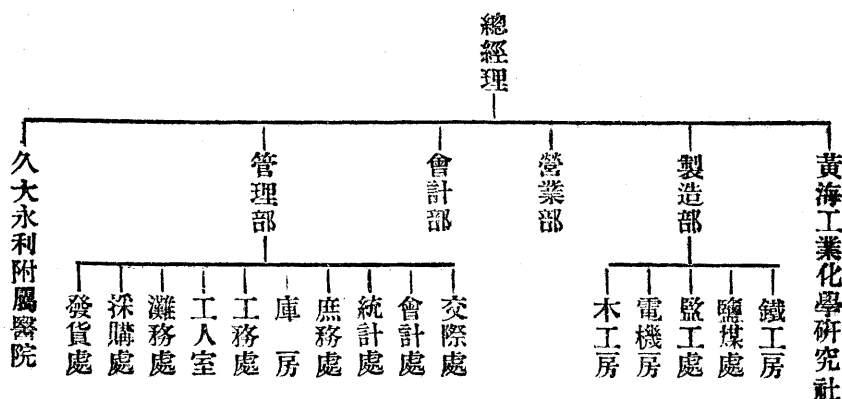 總經理
黃海工業化學研究社
製造部
營業部
會計部
管理部
久大永利附屬醫院
鐵工房
鹽煤處
監工處
電機房
木工房
交際處
會計處
統計處
庶務處
庫房
工務處
工人室
灘務處
採購處
發貨處